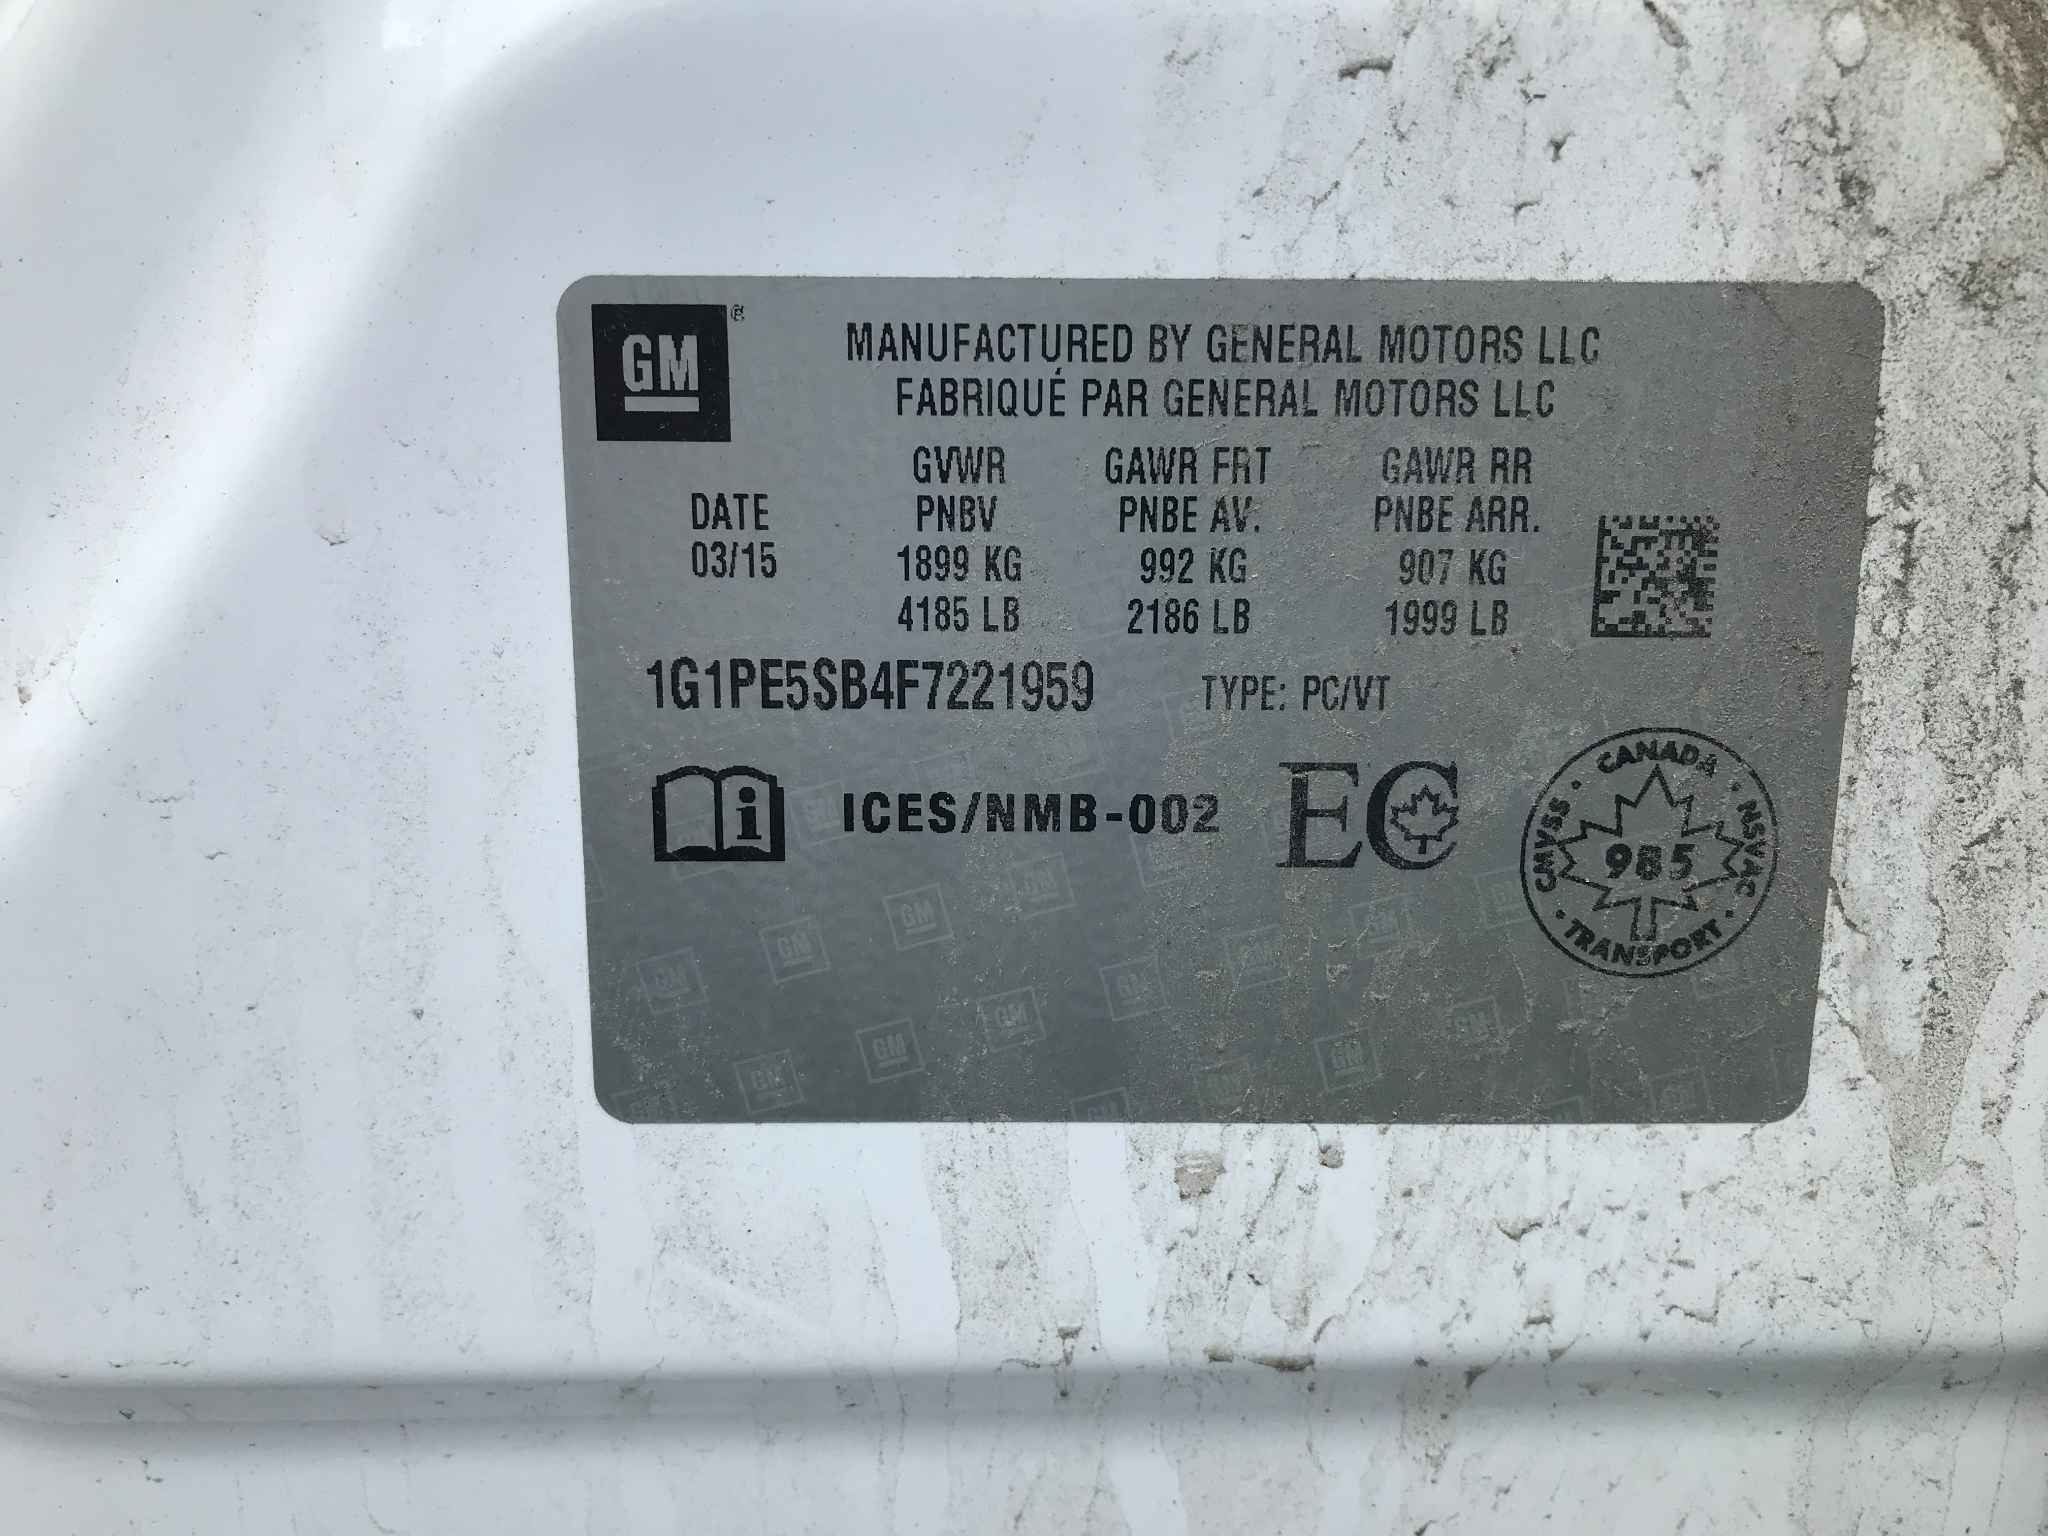 GM
MANUFACTURED BY GENERAL MOTORS LLC
FABRIQUÉ PAR GENERAL MOTORS LLC
GVWR GAWR FRT GAWR RR
DATE PNBV PNBE AV. PNBE ARR.
03/15 1899 KG 992 KG 907 KG
4185 LB 2186 LB 1999 LB
1G1PE5SB4F7221959 TYPE: PC/VT
i ICES/NMB-002 EC
CANADA
CMVSS 985 NSVAC
TRANSPORT